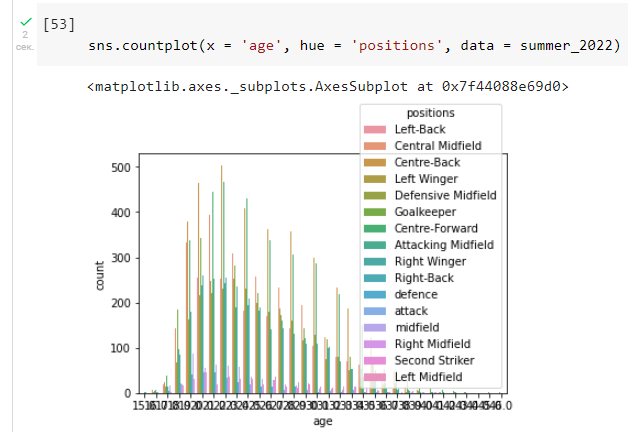 [53]
2
сек.
sns.countplot(x = 'age', hue = 'positions', data = summer_2022)
<matplotlib.axes._subplots.AxesSubplot at 0x7f44088e69d0>
positions
Left-Back
Central Midfield
Centre-Back
Left Winger
Defensive Midfield
Goalkeeper
Centre-Forward
Attacking Midfield
Right Winger
Right-Back
defence
attack
midfield
Right Midfield
Second Striker
Left Midfield
500
400
300
200
100
0
count
age